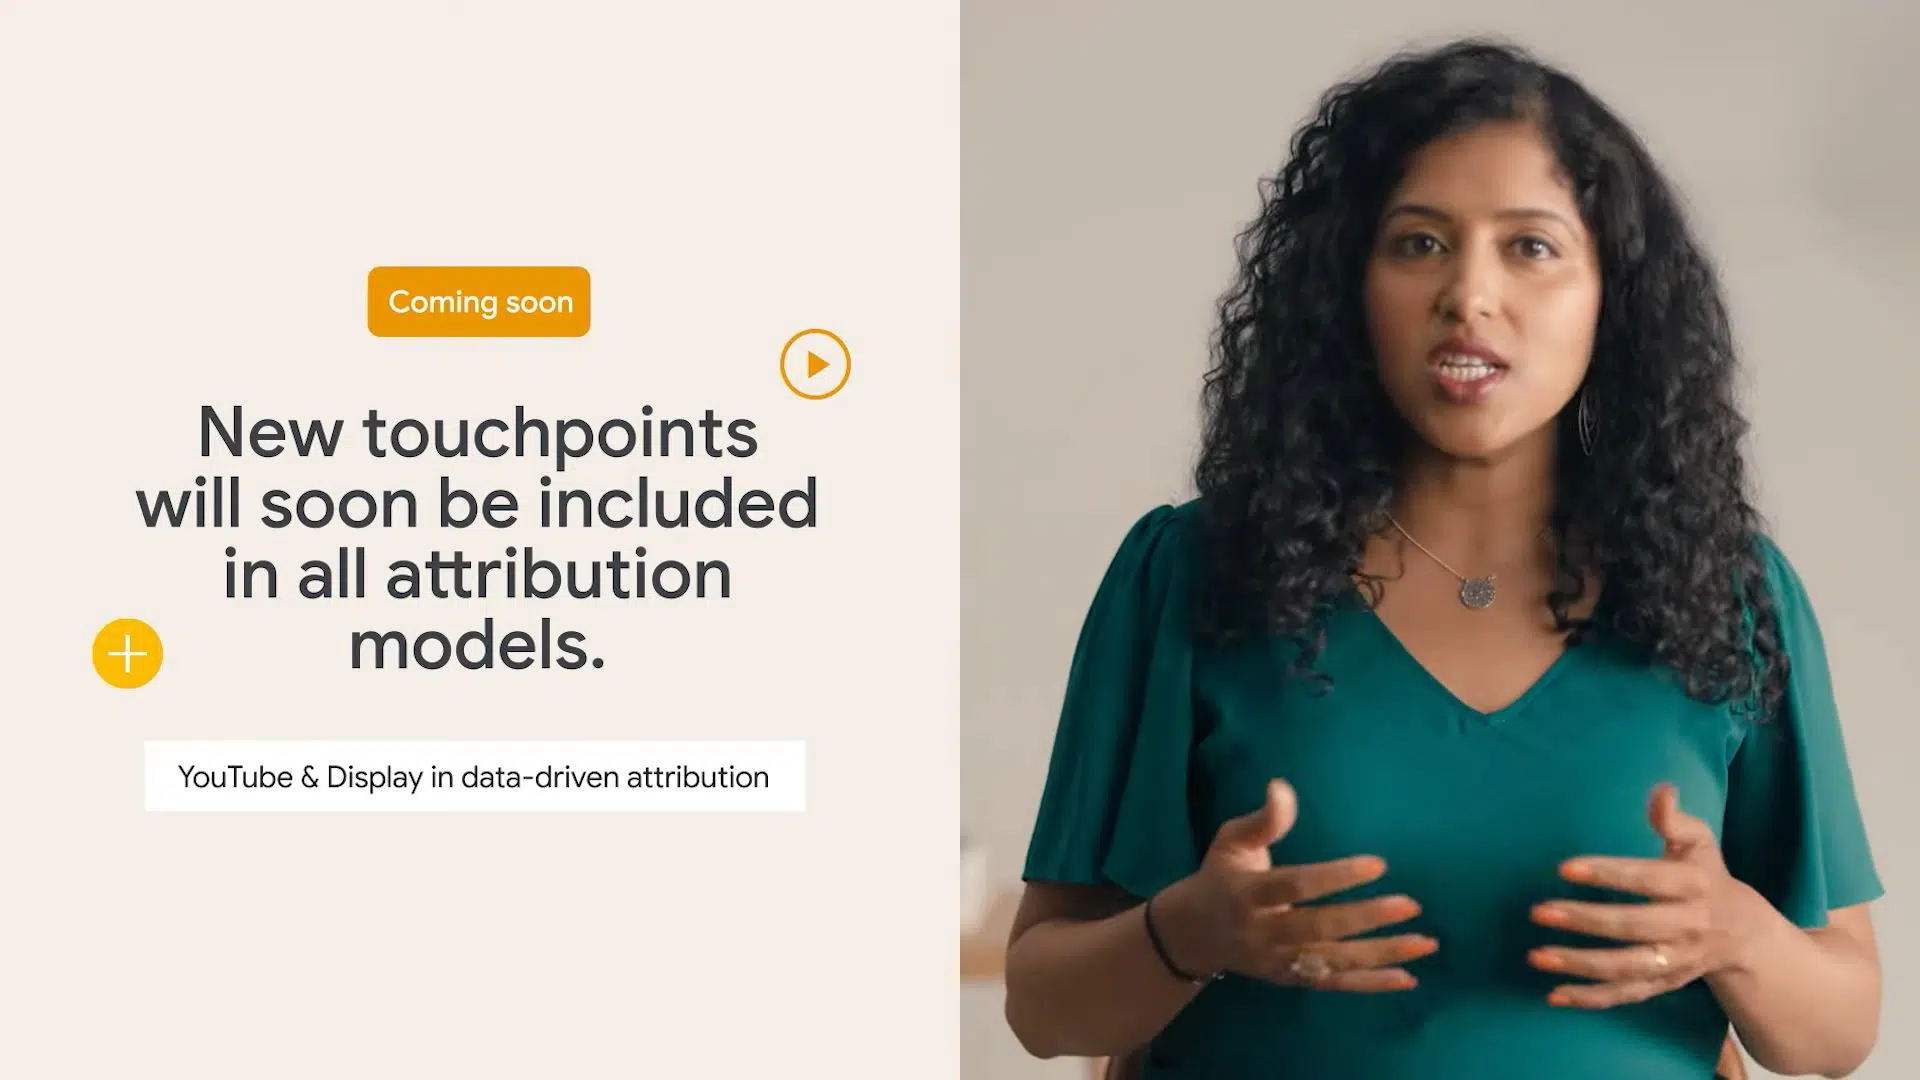 Coming soon
New touchpoints
will soon be included
in all attribution
models.
YouTube & Display in data-driven attribution